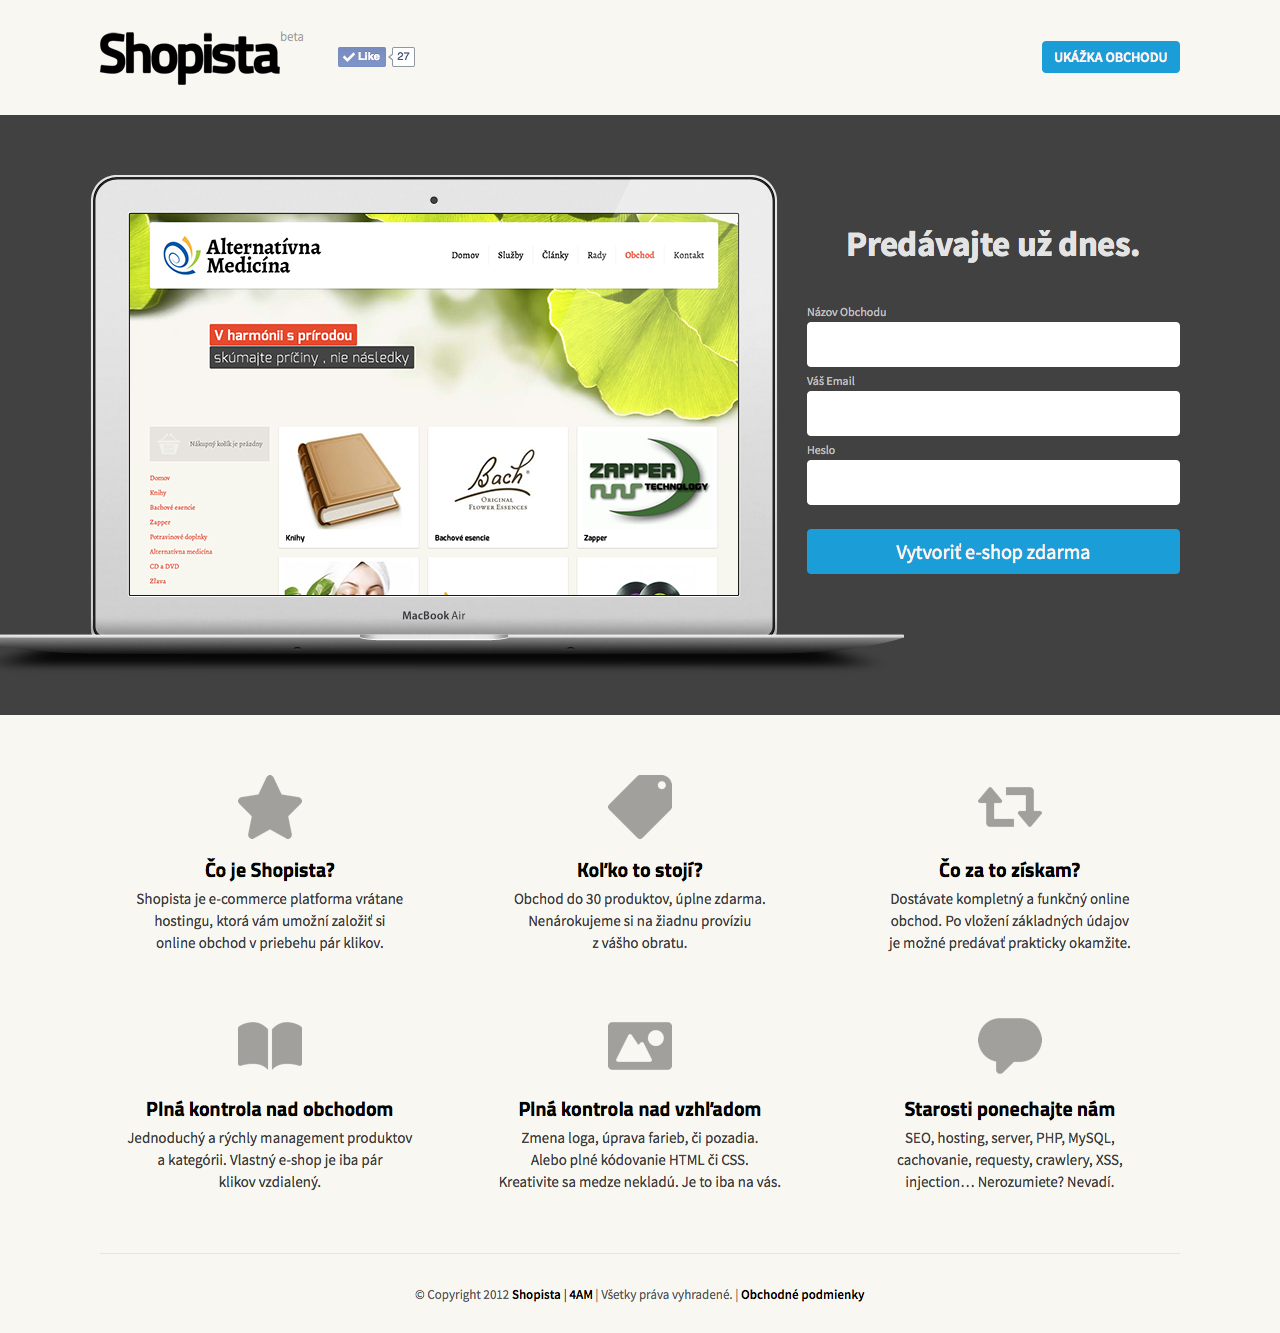 Shopista beta
Like 27
UKÁŽKA OBCHODU
Alternatívna
Medicína
Domov Služby Články Rady Obchod Kontakt
V harmónii s prírodou
skúmajte príčiny , nie následky
Nákupný košík je prázdny
Domov
Knihy
Bachové esencie
Zapper
Potravinové doplnky
Alternatívna medicína
CD a DVD
Zľava
Knihy
Bach
ORIGINAL
FLOWER ESSENCES
Bachové esencie
ZAPPER
TECHNOLOGY
Zapper
MacBook Air
Predávajte už dnes.
Názov Obchodu
Váš Email
Heslo
Vytvoriť e-shop zdarma
Čo je Shopista?
Shopista je e-commerce platforma vrátane
hostingu, ktorá vám umožní založiť si
online obchod v priebehu pár klikov.
Koľko to stojí?
Obchod do 30 produktov, úplne zdarma.
Nenárokujeme si na žiadnu províziu
z vášho obratu.
Čo za to získam?
Dostávate kompletný a funkčný online
obchod. Po vložení základných údajov
je možné predávať prakticky okamžite.
Plná kontrola nad obchodom
Jednoduchý a rýchly management produktov
a kategórii. Vlastný e-shop je iba pár
klikov vzdialený.
Plná kontrola nad vzhľadom
Zmena loga, úprava farieb, či pozadia.
Alebo plné kódovanie HTML či CSS.
Kreativite sa medze nekladú. Je to iba na vás.
Starosti ponechajte nám
SEO, hosting, server, PHP, MySQL,
cachovanie, requesty, crawlery, XSS,
injection… Nerozumiete? Nevadí.
© Copyright 2012 Shopista | 4AM | Všetky práva vyhradené. | Obchodné podmienky